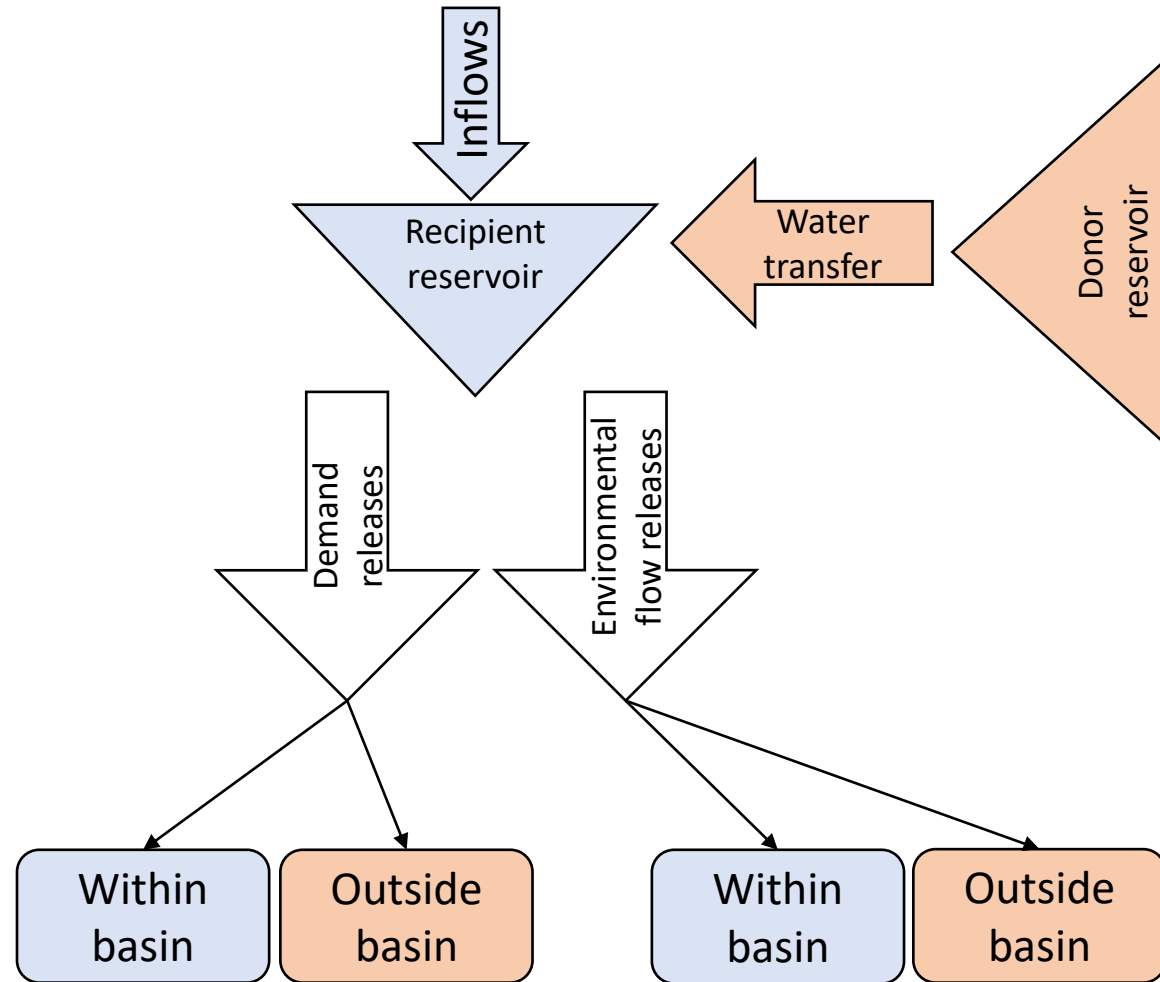 Inflows
Recipient
reservoir
Water
transfer
Donor
reservoir
Demand
releases
Environmental
flow releases
Within
basin
Outside
basin
Within
basin
Outside
basin